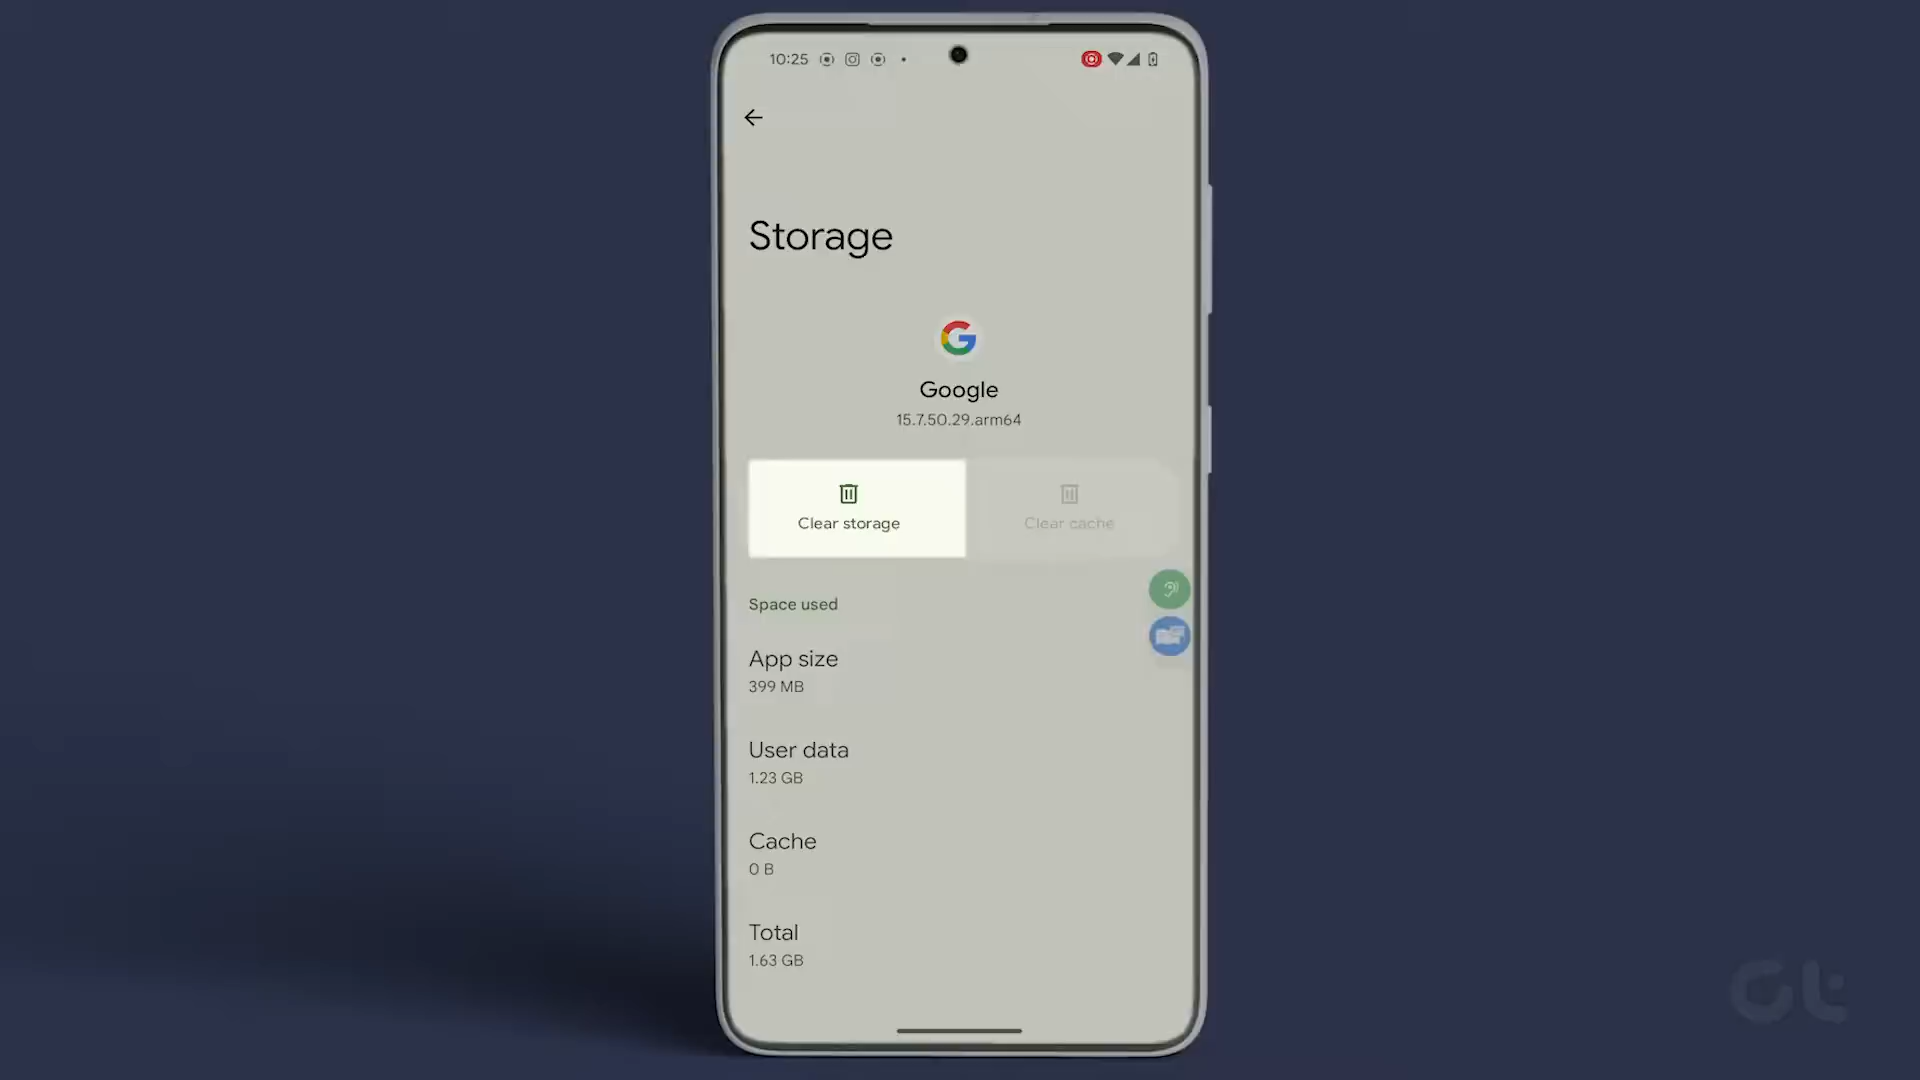 10:25
Storage
Google
15.7.50.29.arm64
Clear storage
Clear cache
Space used
App size
399 MB
User data
1.23 GB
Cache
0 B
Total
1.63 GB
Gt